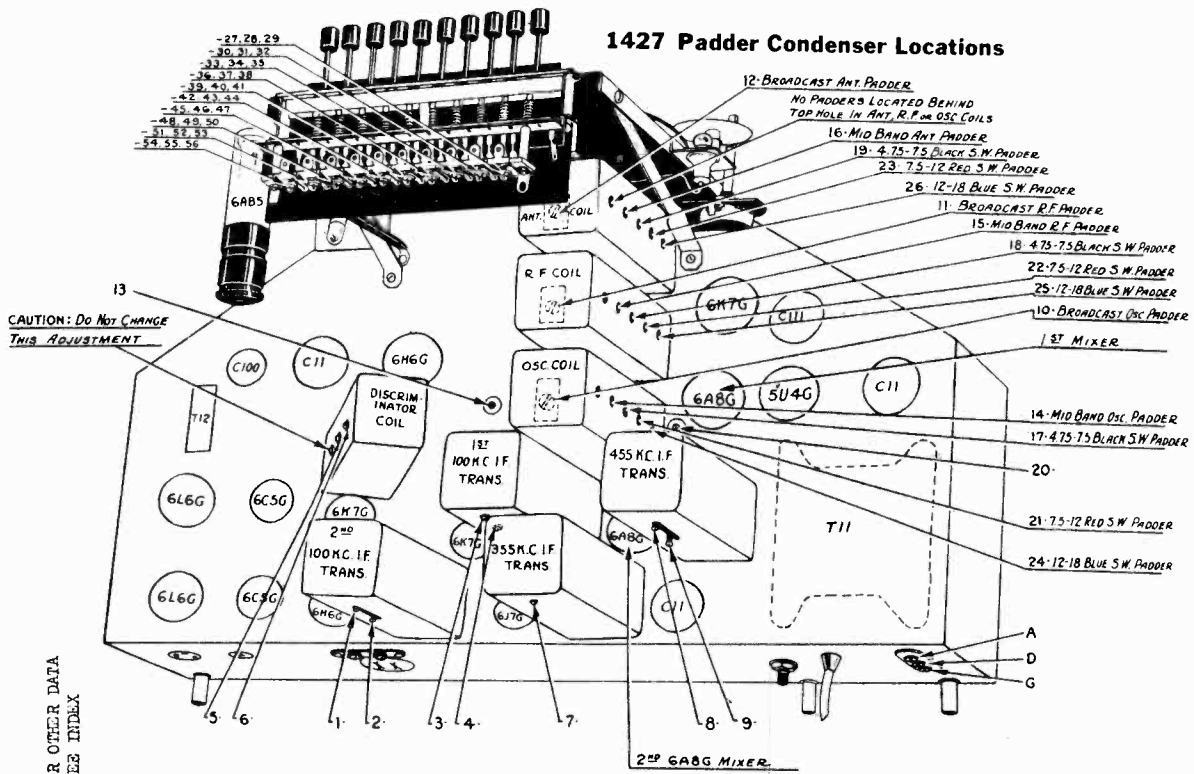 1427 Padder Condenser Locations
-27, 28, 29
-30, 31, 32
-33, 34, 35
-36, 37, 38
-39, 40, 41
-42, 43, 44
-45, 46, 47
-48, 49, 50
-51, 52, 53
-54, 55, 56
12-BROADCAST ANT. PADDER
NO PADDERS LOCATED BEHIND
TOP HOLE IN ANT, R.F. OR OSC COILS
16-MID BAND ANT PADDER
19-4.75-7.5 BLACK S.W. PADDER
23-7.5-12 RED S.W. PADDER
26-12-18 BLUE S.W. PADDER
11-BROADCAST R.F. PADDER
15-MID BAND R.F. PADDER
18-4.75-7.5 BLACK S.W. PADDER
22-7.5-12 RED S.W. PADDER
25-12-18 BLUE S.W. PADDER
10-BROADCAST OSC PADDER
1ST MIXER
14-MID BAND OSC. PADDER
17-4.75-7.5 BLACK S.W. PADDER
20-
21-7.5-12 RED S.W. PADDER
24-12-18 BLUE S.W. PADDER
6AB5
ANT. COIL
R F COIL
6K7G
C111
13
CAUTION: DO NOT CHANGE
THIS ADJUSTMENT
C100
C11
6H6G
OSC. COIL
6A8G
5U4G
C11
T12
DISCRIM-
INATOR
COIL
1ST
100 K.C. I.F.
TRANS.
455 K.C. I.F.
TRANS.
6L6G
6C5G
6K7G
6K7G
6A8G
T11
2ND
100 K.C. I.F.
TRANS.
355 K.C. I.F.
TRANS.
6L6G
6C5G
6H6G
6J7G
C11
A
D
G
5-
6-
1-
2-
3-
4-
7-
8-
9-
2ND 6A8G MIXER
R OTHER DATA
EE INDEX